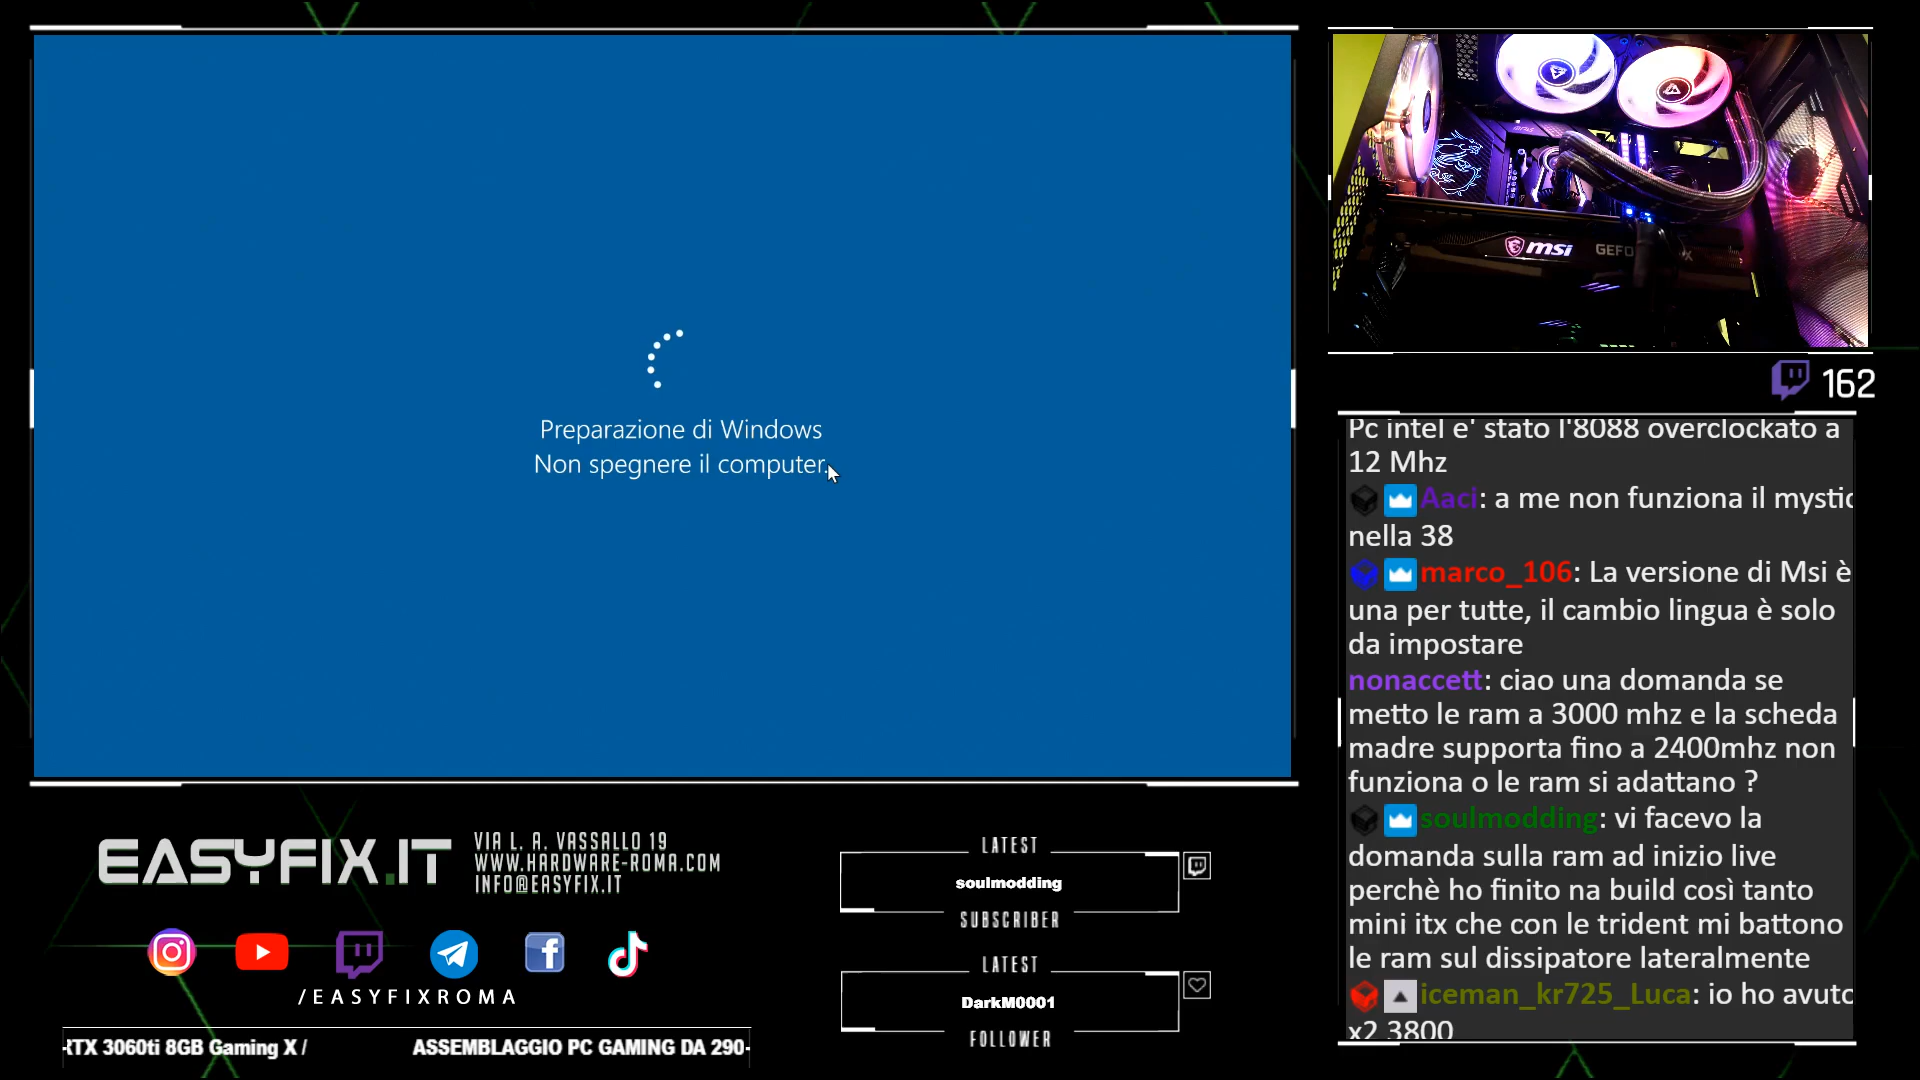 Preparazione di Windows
Non spegnere il computer.
msi
162
Pc intel e' stato l'8088 overclockato a
12 Mhz
Aaci: a me non funziona il mystic
nella 38
marco_106: La versione di Msi è
una per tutte, il cambio lingua è solo
da impostare
nonaccett: ciao una domanda se
metto le ram a 3000 mhz e la scheda
madre supporta fino a 2400mhz non
funziona o le ram si adattano ?
soulmodding: vi facevo la
domanda sulla ram ad inizio live
perchè ho finito na build così tanto
mini itx che con le trident mi battono
le ram sul dissipatore lateralmente
iceman_kr725_Luca: io ho avuto
x2 3800
EASYFIX.IT
VIA L. A. VASSALLO 19
WWW.HARDWARE-ROMA.COM
INFO@EASYFIX.IT
/EASYFIXROMA
RTX 3060ti 8GB Gaming X / ASSEMBLAGGIO PC GAMING DA 290
LATEST
soulmodding
SUBSCRIBER
LATEST
DarkM0001
FOLLOWER